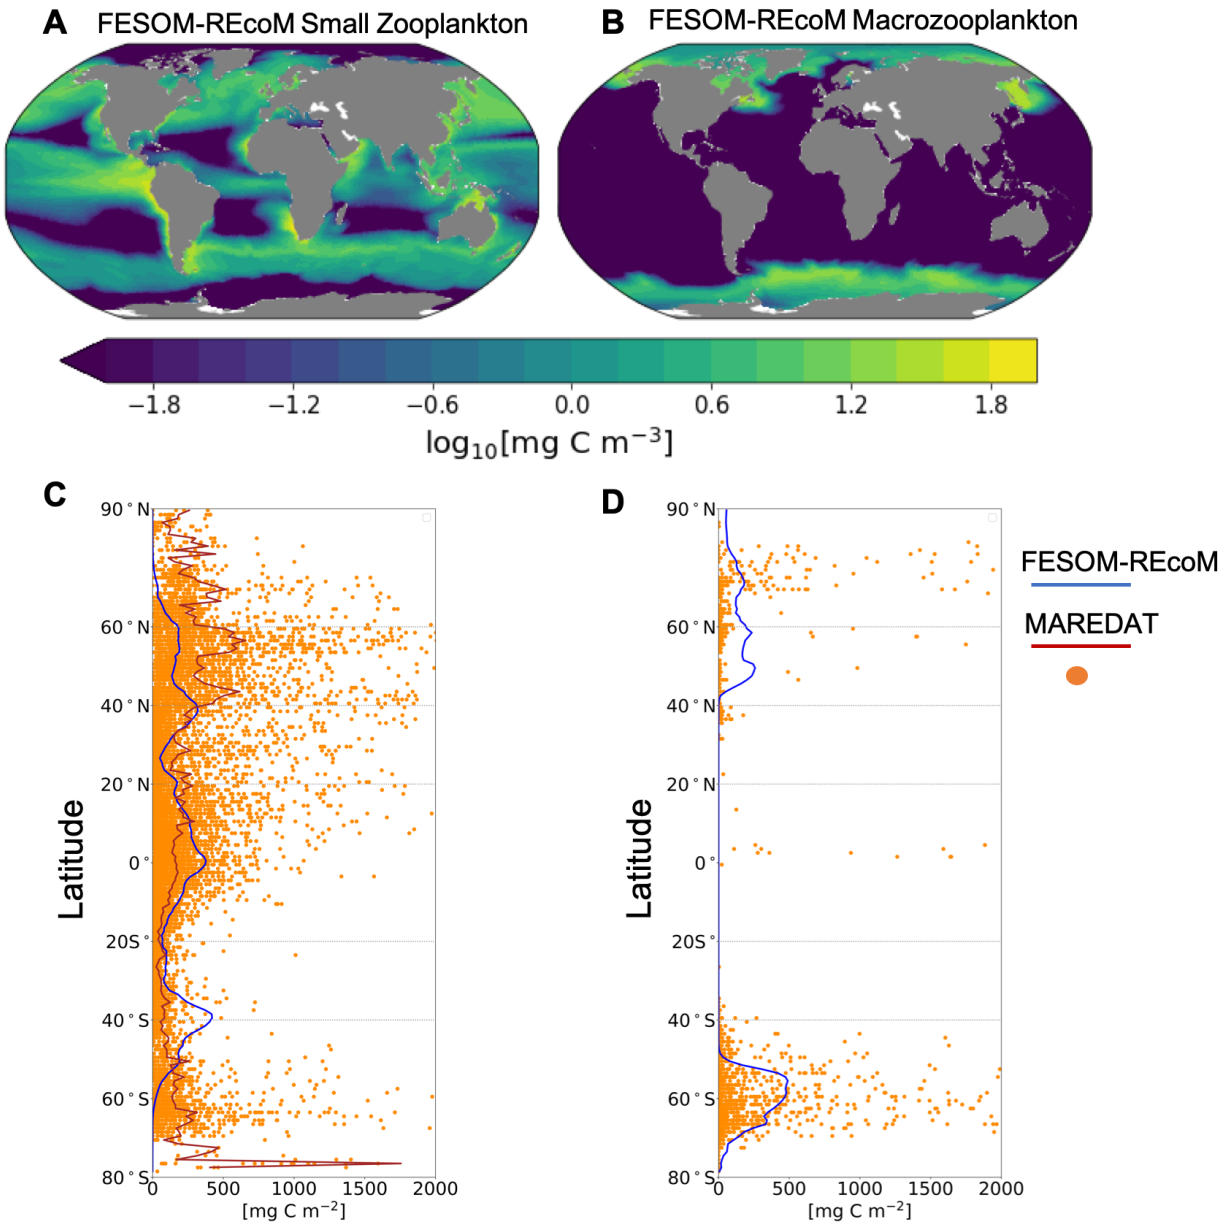 A FESOM-REcoM Small Zooplankton
B FESOM-REcoM Macrozooplankton
−1.8 −1.2 −0.6 0.0 0.6 1.2 1.8
log₁₀[mg C m⁻³]
C
90°N
60°N
40°N
20°N
0°
20S°
40°S
60°S
80°S
Latitude
0 500 1000 1500 2000
[mg C m⁻²]
D
90°N
60°N
40°N
20°N
0°
20S°
40°S
60°S
80°S
Latitude
0 500 1000 1500 2000
[mg C m⁻²]
FESOM-REcoM
MAREDAT